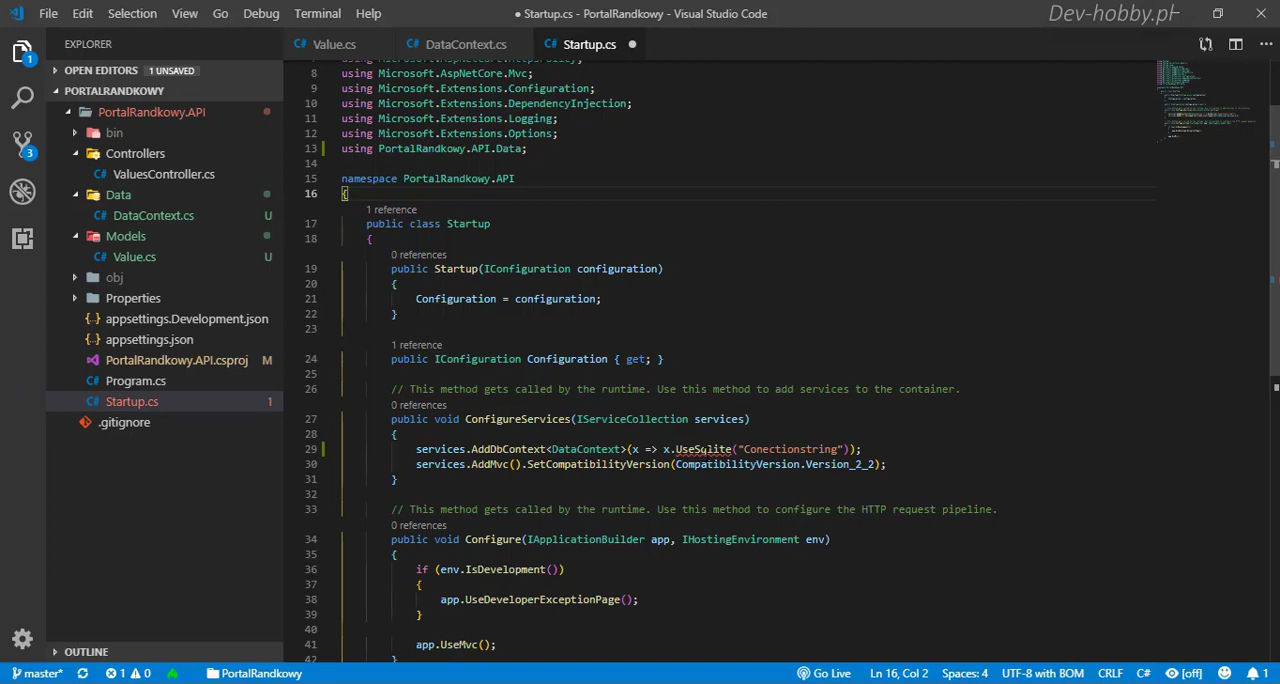 File Edit Selection View Go Debug Terminal Help
● Startup.cs - PortalRandkowy - Visual Studio Code
Dev-hobby.pl
EXPLORER
Value.cs
DataContext.cs
Startup.cs
OPEN EDITORS 1 UNSAVED
PORTALRANDKOWY
PortalRandkowy.API
bin
Controllers
ValuesController.cs
Data
DataContext.cs U
Models
Value.cs U
obj
Properties
{..} appsettings.Development.json
{..} appsettings.json
PortalRandkowy.API.csproj M
C# Program.cs
C# Startup.cs 1
.gitignore
OUTLINE
1
3
8 using Microsoft.AspNetCore.Mvc;
9 using Microsoft.Extensions.Configuration;
10 using Microsoft.Extensions.DependencyInjection;
11 using Microsoft.Extensions.Logging;
12 using Microsoft.Extensions.Options;
13 using PortalRandkowy.API.Data;
14
15 namespace PortalRandkowy.API
16 {
1 reference
17 public class Startup
18 {
0 references
19 public Startup(IConfiguration configuration)
20 {
21 Configuration = configuration;
22 }
23
1 reference
24 public IConfiguration Configuration { get; }
25
26 // This method gets called by the runtime. Use this method to add services to the container.
0 references
27 public void ConfigureServices(IServiceCollection services)
28 {
29 services.AddDbContext<DataContext>(x => x.UseSqlite("Conectionstring"));
30 services.AddMvc().SetCompatibilityVersion(CompatibilityVersion.Version_2_2);
31 }
32
33 // This method gets called by the runtime. Use this method to configure the HTTP request pipeline.
0 references
34 public void Configure(IApplicationBuilder app, IHostingEnvironment env)
35 {
36 if (env.IsDevelopment())
37 {
38 app.UseDeveloperExceptionPage();
39 }
40
41 app.UseMvc();
42 }
master* 1 0 PortalRandkowy
Go Live Ln 16, Col 2 Spaces: 4 UTF-8 with BOM CRLF C# [off] 1